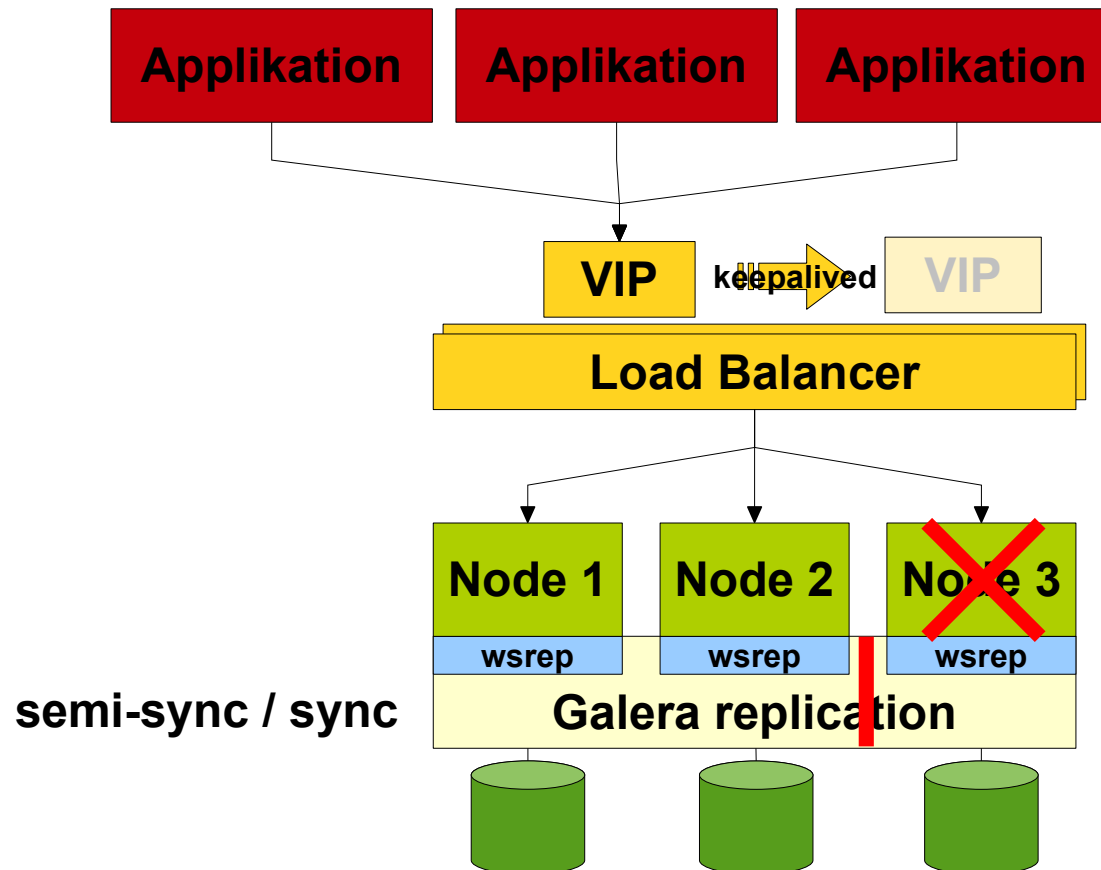 Applikation
Applikation
Applikation
VIP
keepalived
VIP
Load Balancer
Node 1
Node 2
Node 3
wsrep
wsrep
wsrep
semi-sync / sync
Galera replication